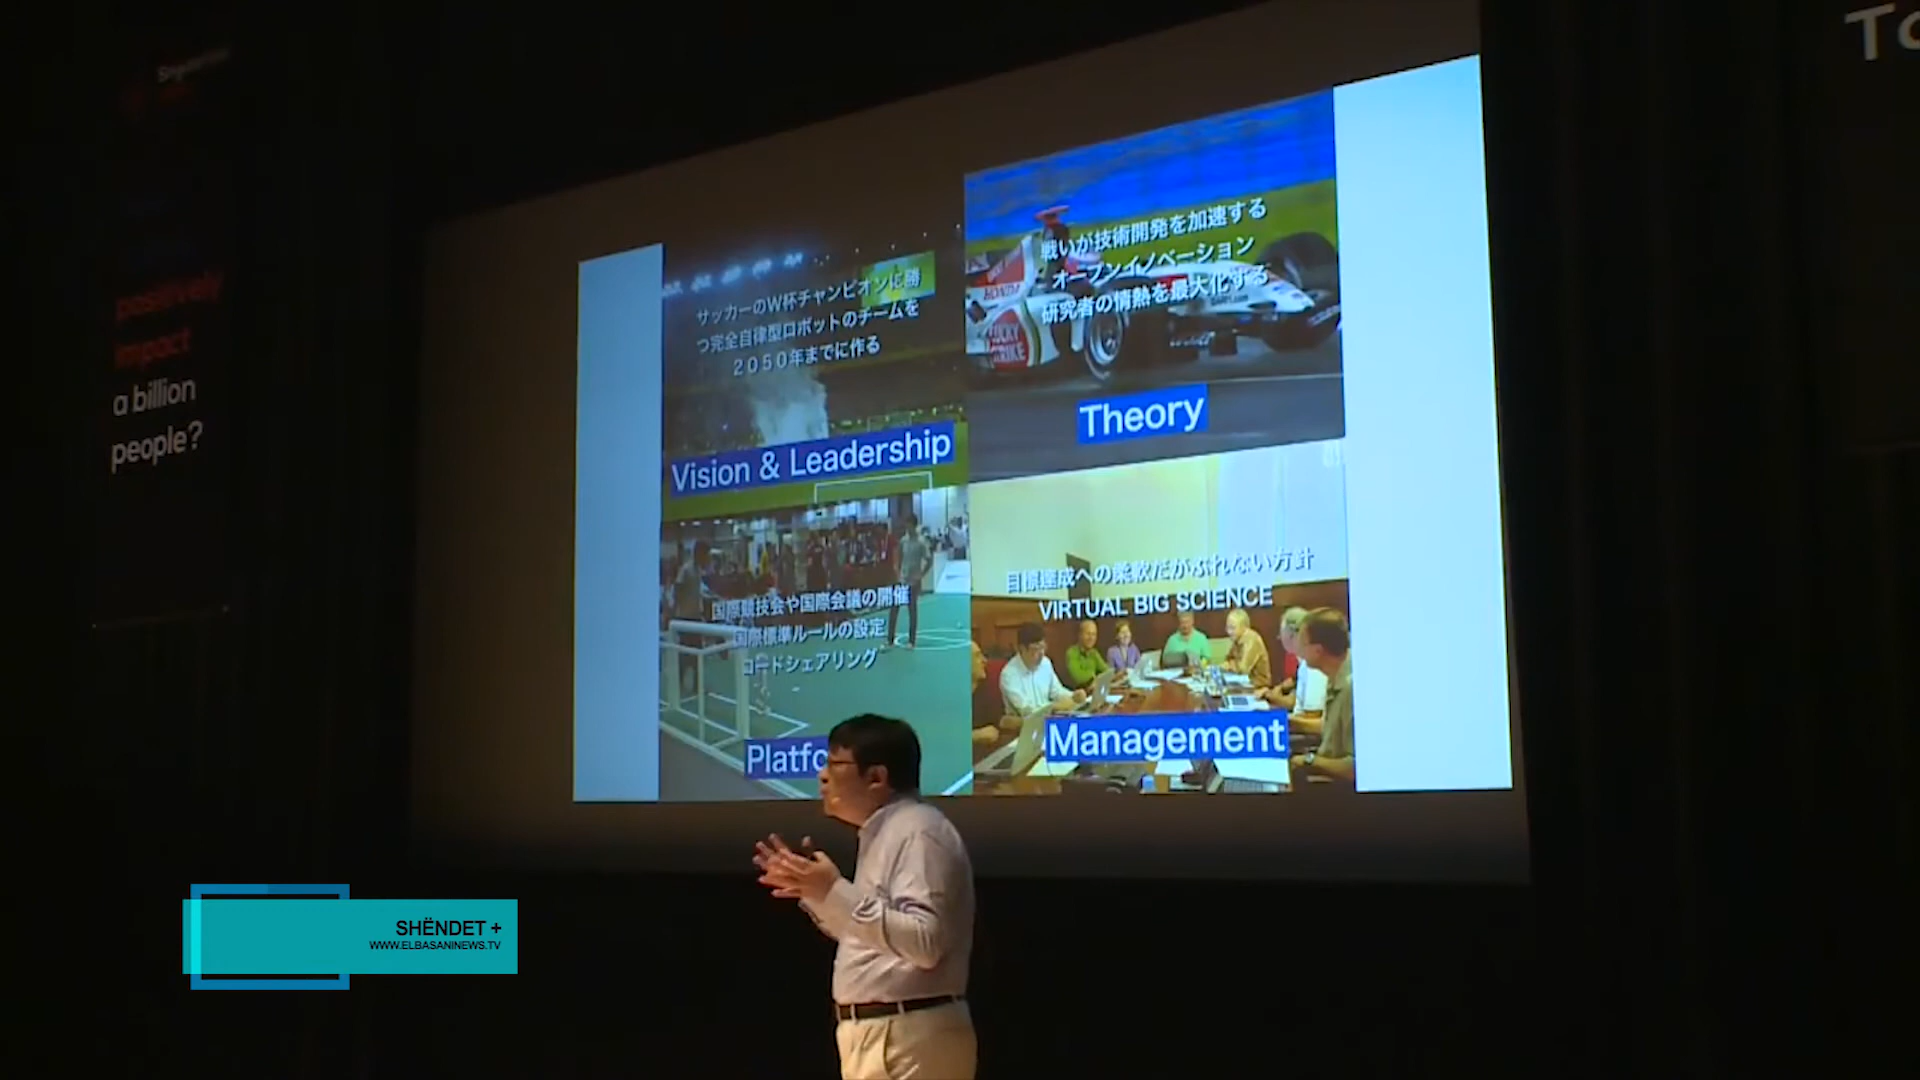 To
positively
impact
a billion
people?
サッカーのW杯チャンピオンに勝
つ完全自律型ロボットのチームを
２０５０年までに作る
Vision & Leadership
戦いが技術開発を加速する
オープンイノベーション
研究者の情熱を最大化する
HONDA
LUCKY
STRIKE
Theory
国際競技会や国際会議の開催
国際標準ルールの設定
コードシェアリング
Platfo
目標達成への柔軟だがぶれない方針
VIRTUAL BIG SCIENCE
Management
SHËNDET +
WWW.ELBASANINEWS.TV